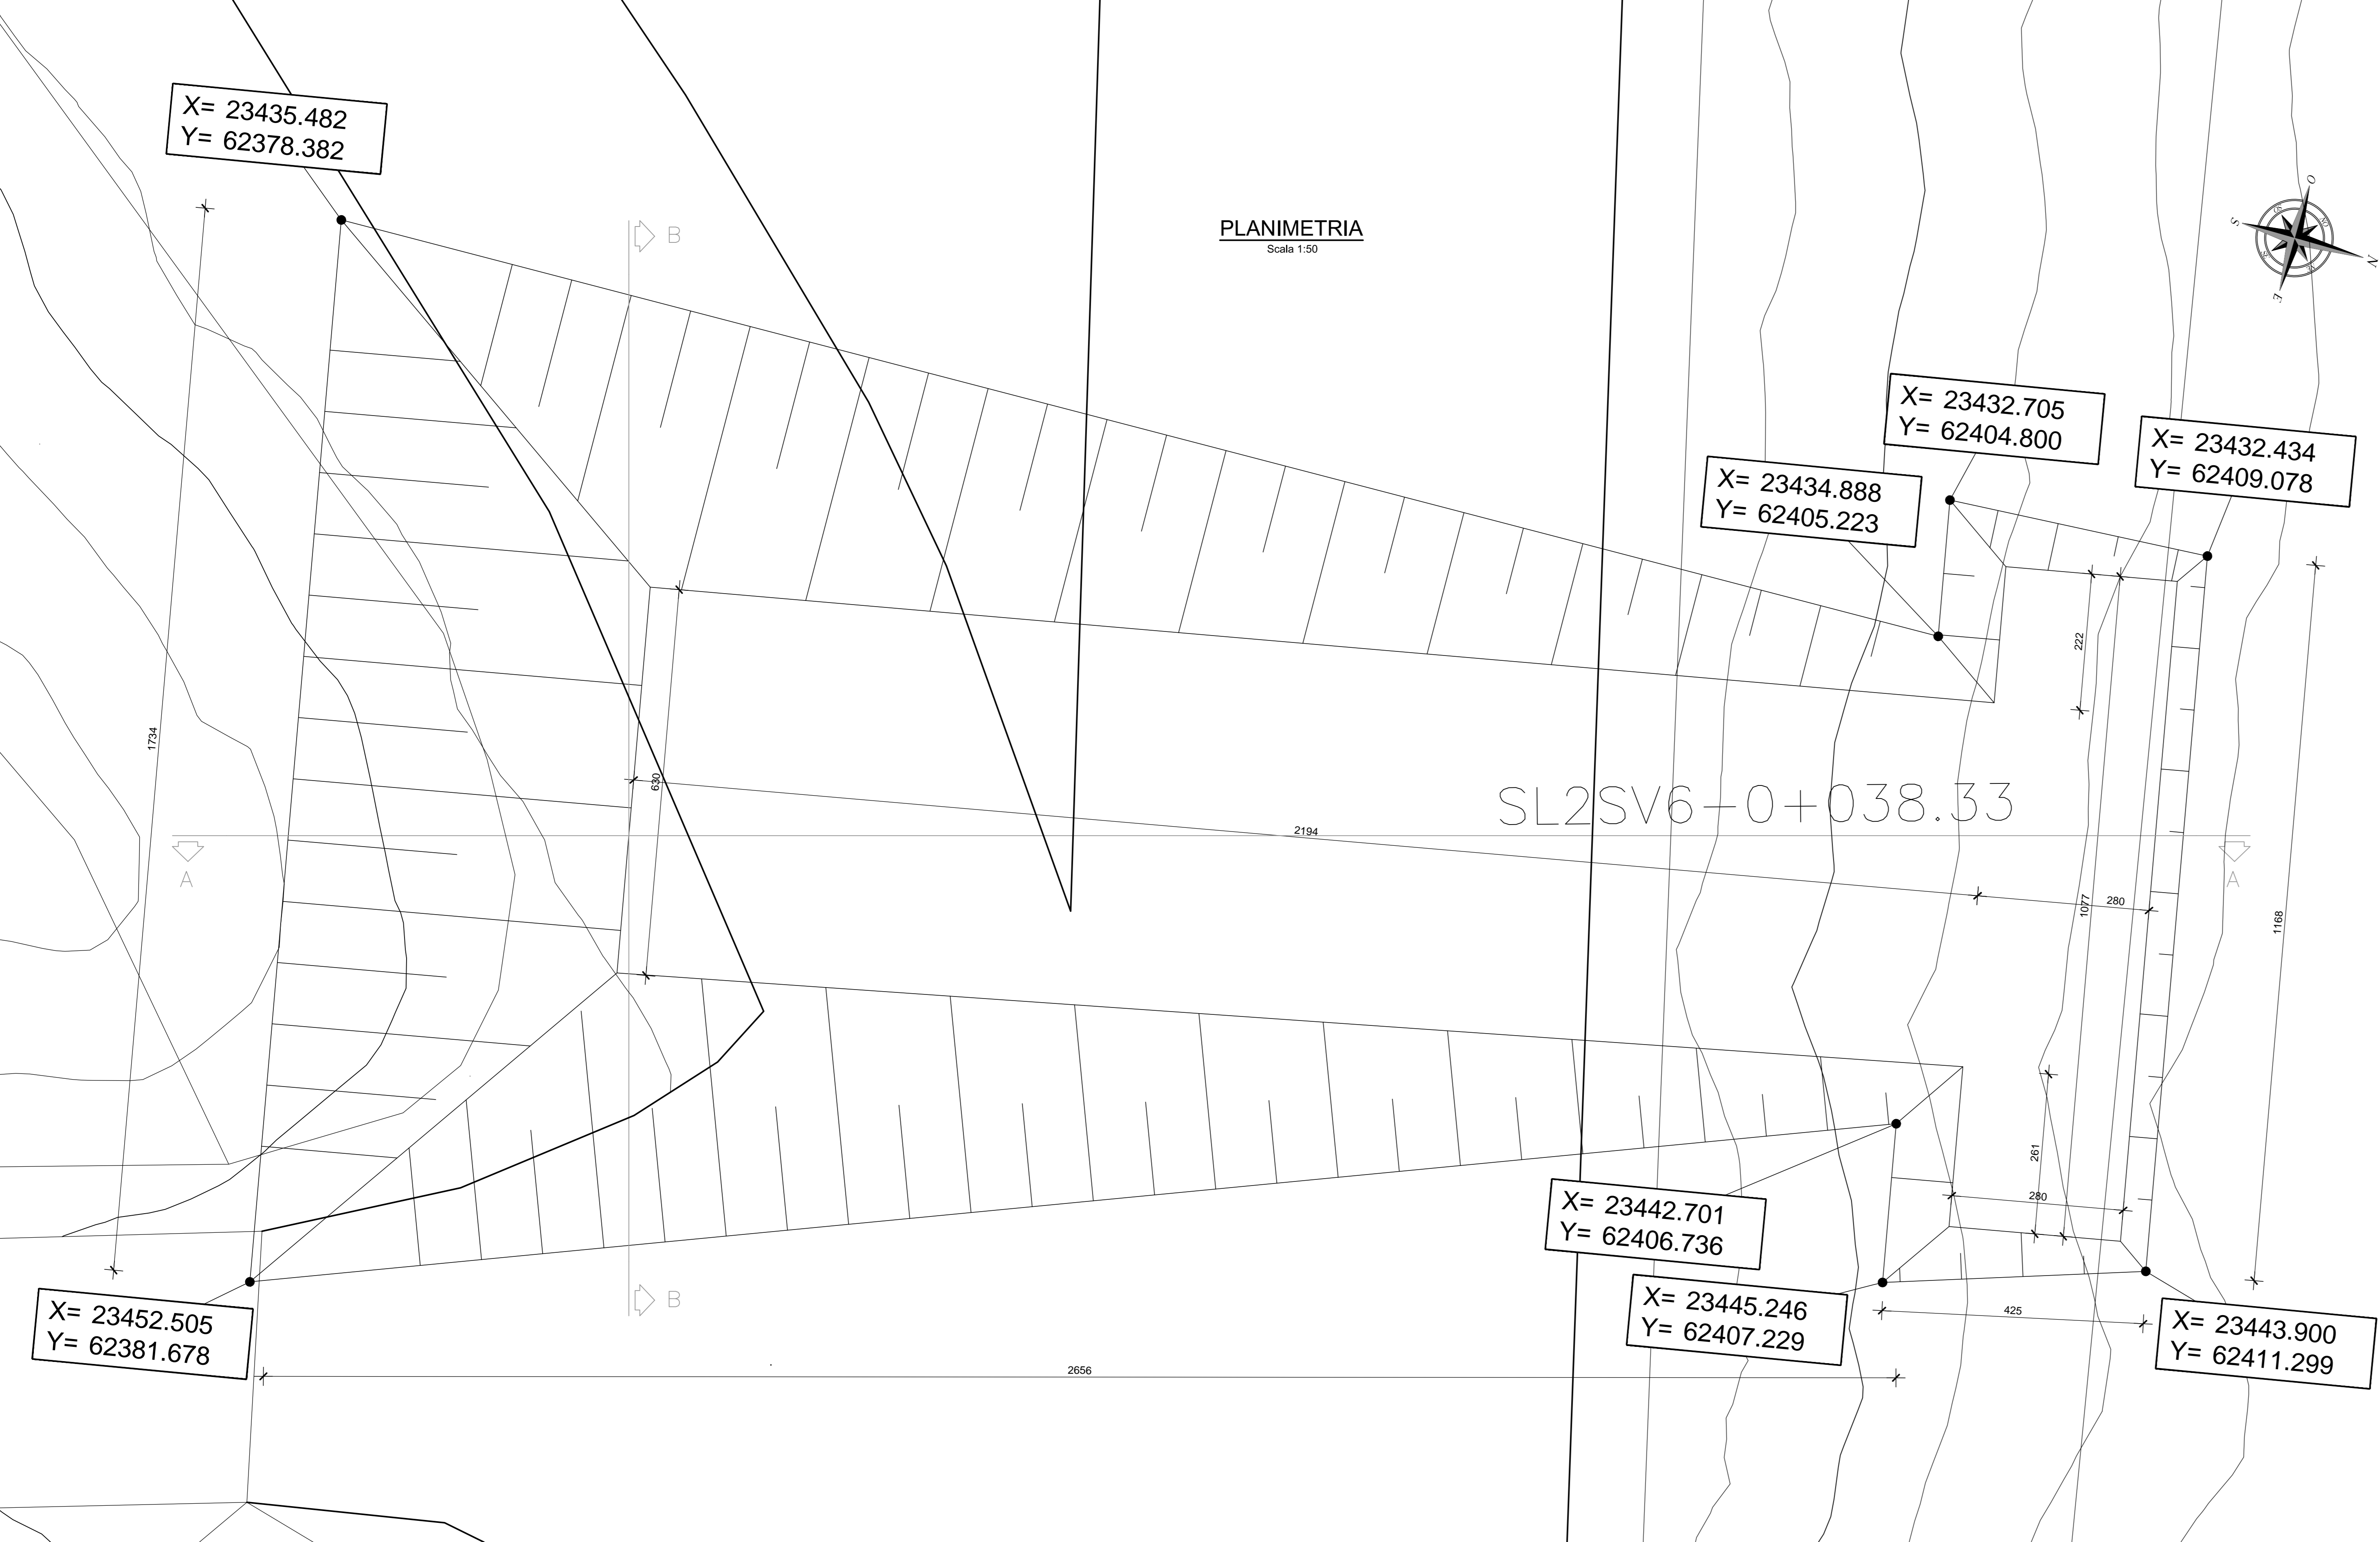 X= 23435.482
Y= 62378.382
B
PLANIMETRIA
Scala 1:50
O
S
N
E
X= 23432.705
Y= 62404.800
X= 23432.434
Y= 62409.078
X= 23434.888
Y= 62405.223
222
1734
630
SL2SV6-0+038.33
2194
A
A
1077
280
1168
261
280
X= 23442.701
Y= 62406.736
X= 23445.246
Y= 62407.229
B
425
X= 23443.900
Y= 62411.299
X= 23452.505
Y= 62381.678
2656